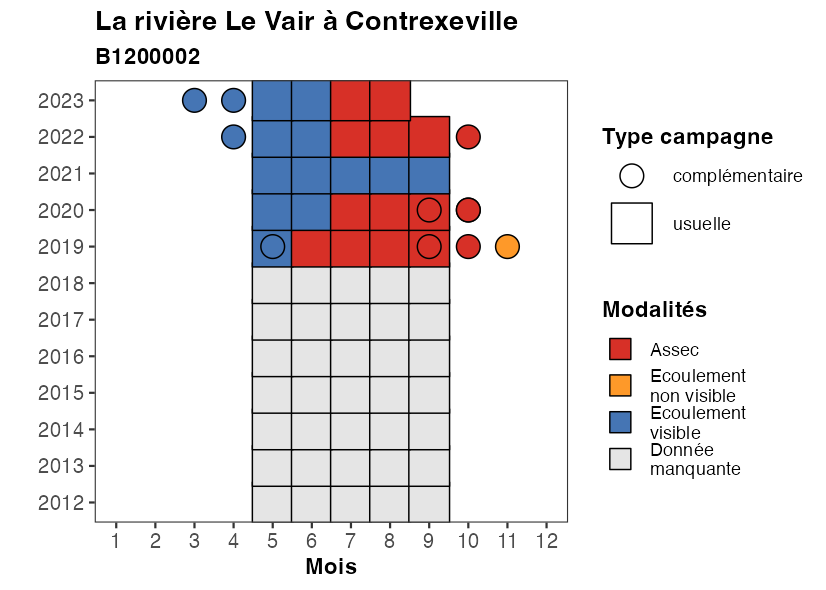 La rivière Le Vair à Contrexeville
B1200002
2023
2022
2021
2020
2019
2018
2017
2016
2015
2014
2013
2012
1 2 3 4 5 6 7 8 9 10 11 12
Mois
Type campagne
complémentaire
usuelle
Modalités
Assec
Ecoulement
non visible
Ecoulement
visible
Donnée
manquante